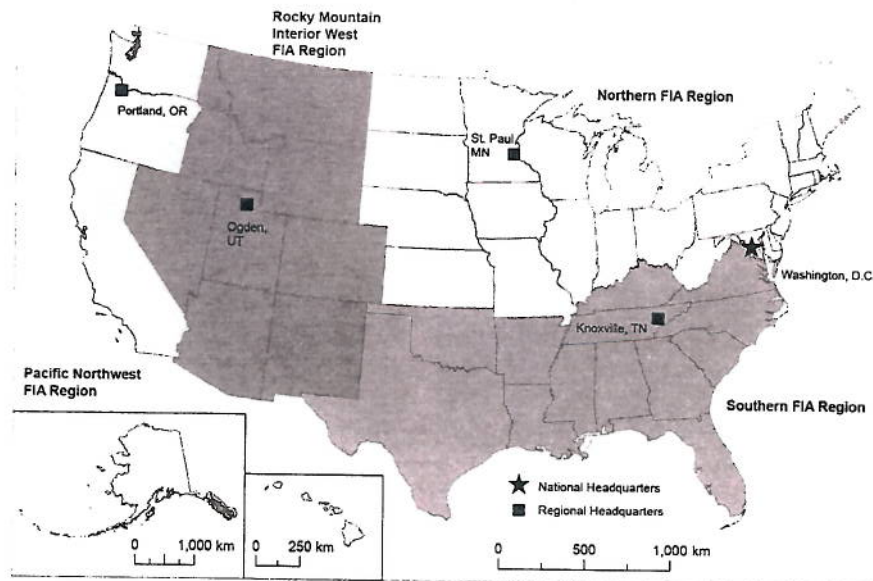 Rocky Mountain
Interior West
FIA Region
Northern FIA Region
Portland, OR
St. Paul
MN
Ogden,
UT
Washington, D.C
Knoxville, TN
Pacific Northwest
FIA Region
Southern FIA Region
National Headquarters
Regional Headquarters
0 1,000 km
0 250 km
0 500 1,000 km